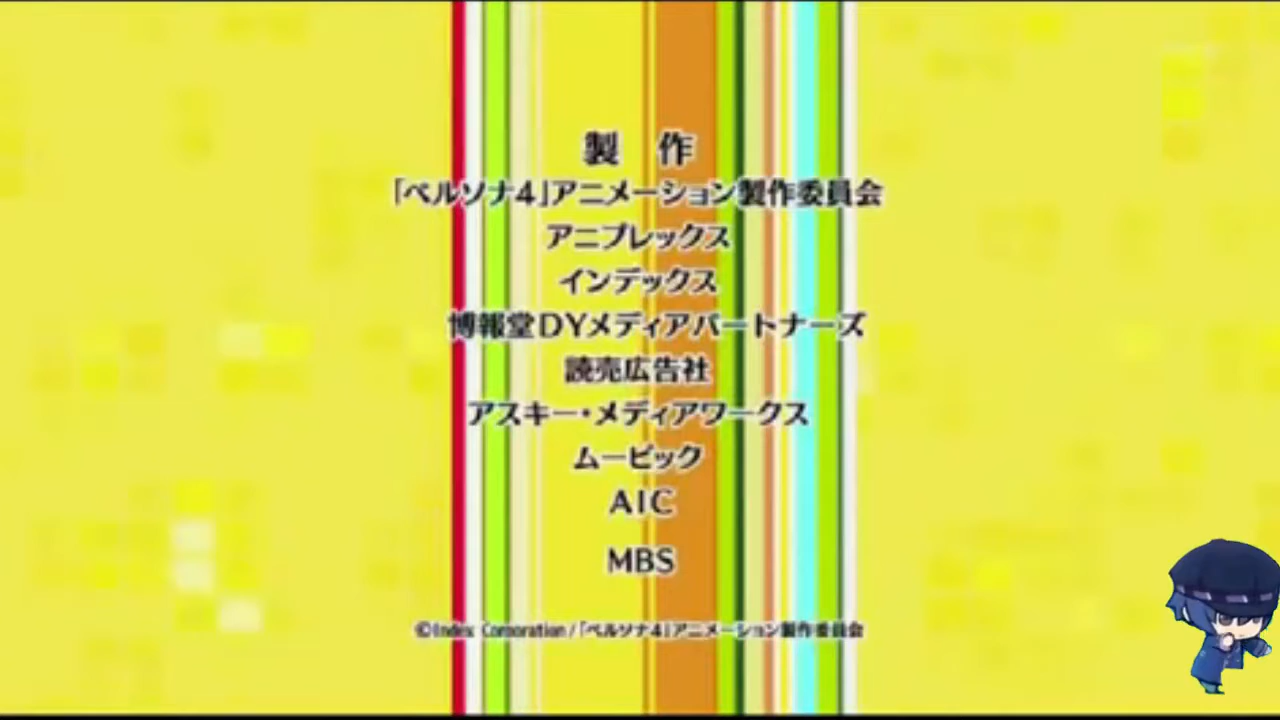 製 作
「ペルソナ4」アニメーション製作委員会
アニプレックス
インデックス
博報堂DYメディアパートナーズ
読売広告社
アスキー・メディアワークス
ムービック
AIC
MBS
©Index Corporation/「ペルソナ4」アニメーション製作委員会